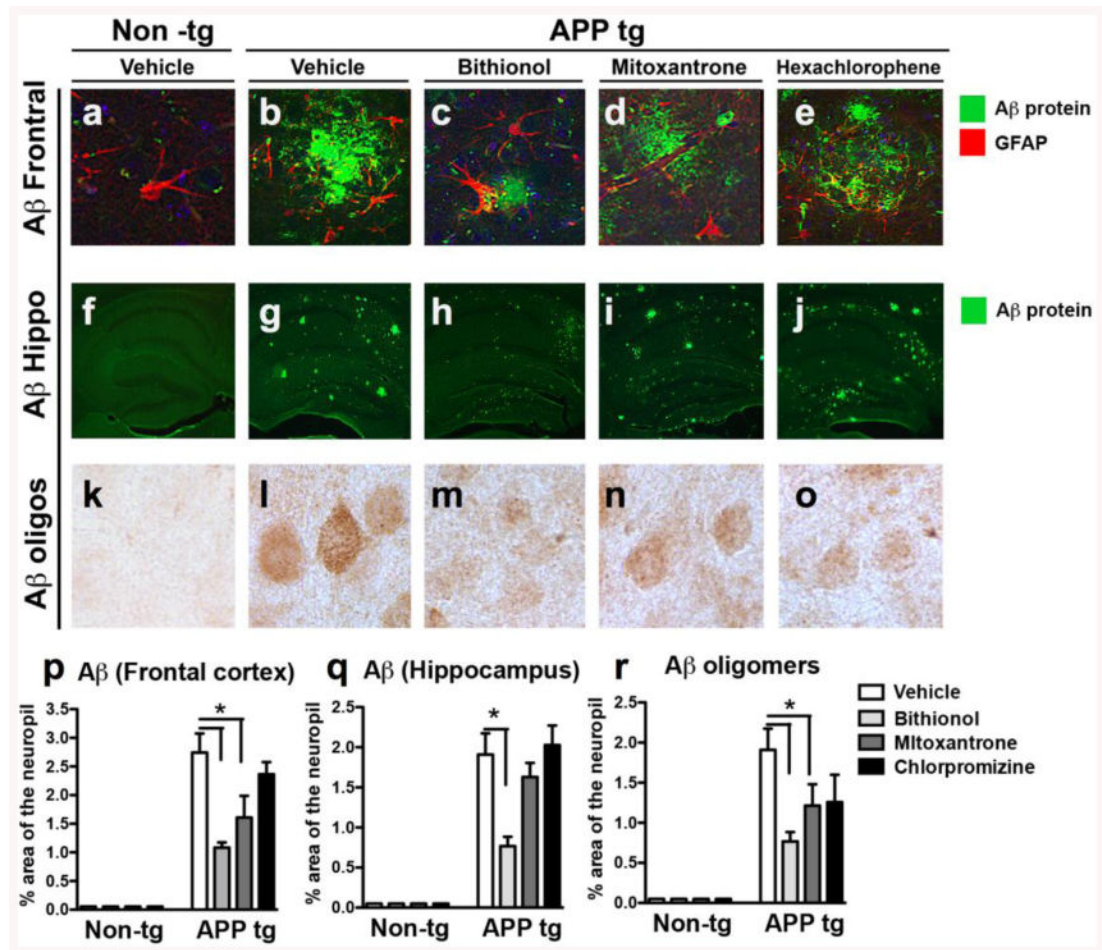 Non -tg APP tg
Vehicle Vehicle Bithionol Mitoxantrone Hexachlorophene
Aβ Frontral
a b c d e
Aβ protein
GFAP
Aβ Hippo
f g h i j
Aβ protein
Aβ oligos
k l m n o
p Aβ (Frontal cortex)
% area of the neuropil
3.5
3.0
2.5
2.0
1.5
1.0
0.5
0.0
*
Non-tg APP tg
q Aβ (Hippocampus)
% area of the neuropil
2.5
2.0
1.5
1.0
0.5
0.0
*
Non-tg APP tg
r Aβ oligomers
% area of the neuropil
2.5
2.0
1.5
1.0
0.5
0.0
*
Non-tg APP tg
Vehicle
Bithionol
MItoxantrone
Chlorpromizine